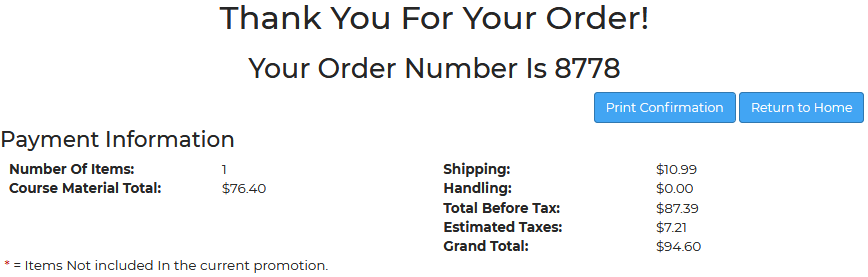 Thank You For Your Order!
Your Order Number Is 8778
Print Confirmation Return to Home
Payment Information
Number Of Items: 1 Shipping: $10.99
Course Material Total: $76.40 Handling: $0.00
Total Before Tax: $87.39
Estimated Taxes: $7.21
Grand Total: $94.60
* = Items Not included In the current promotion.